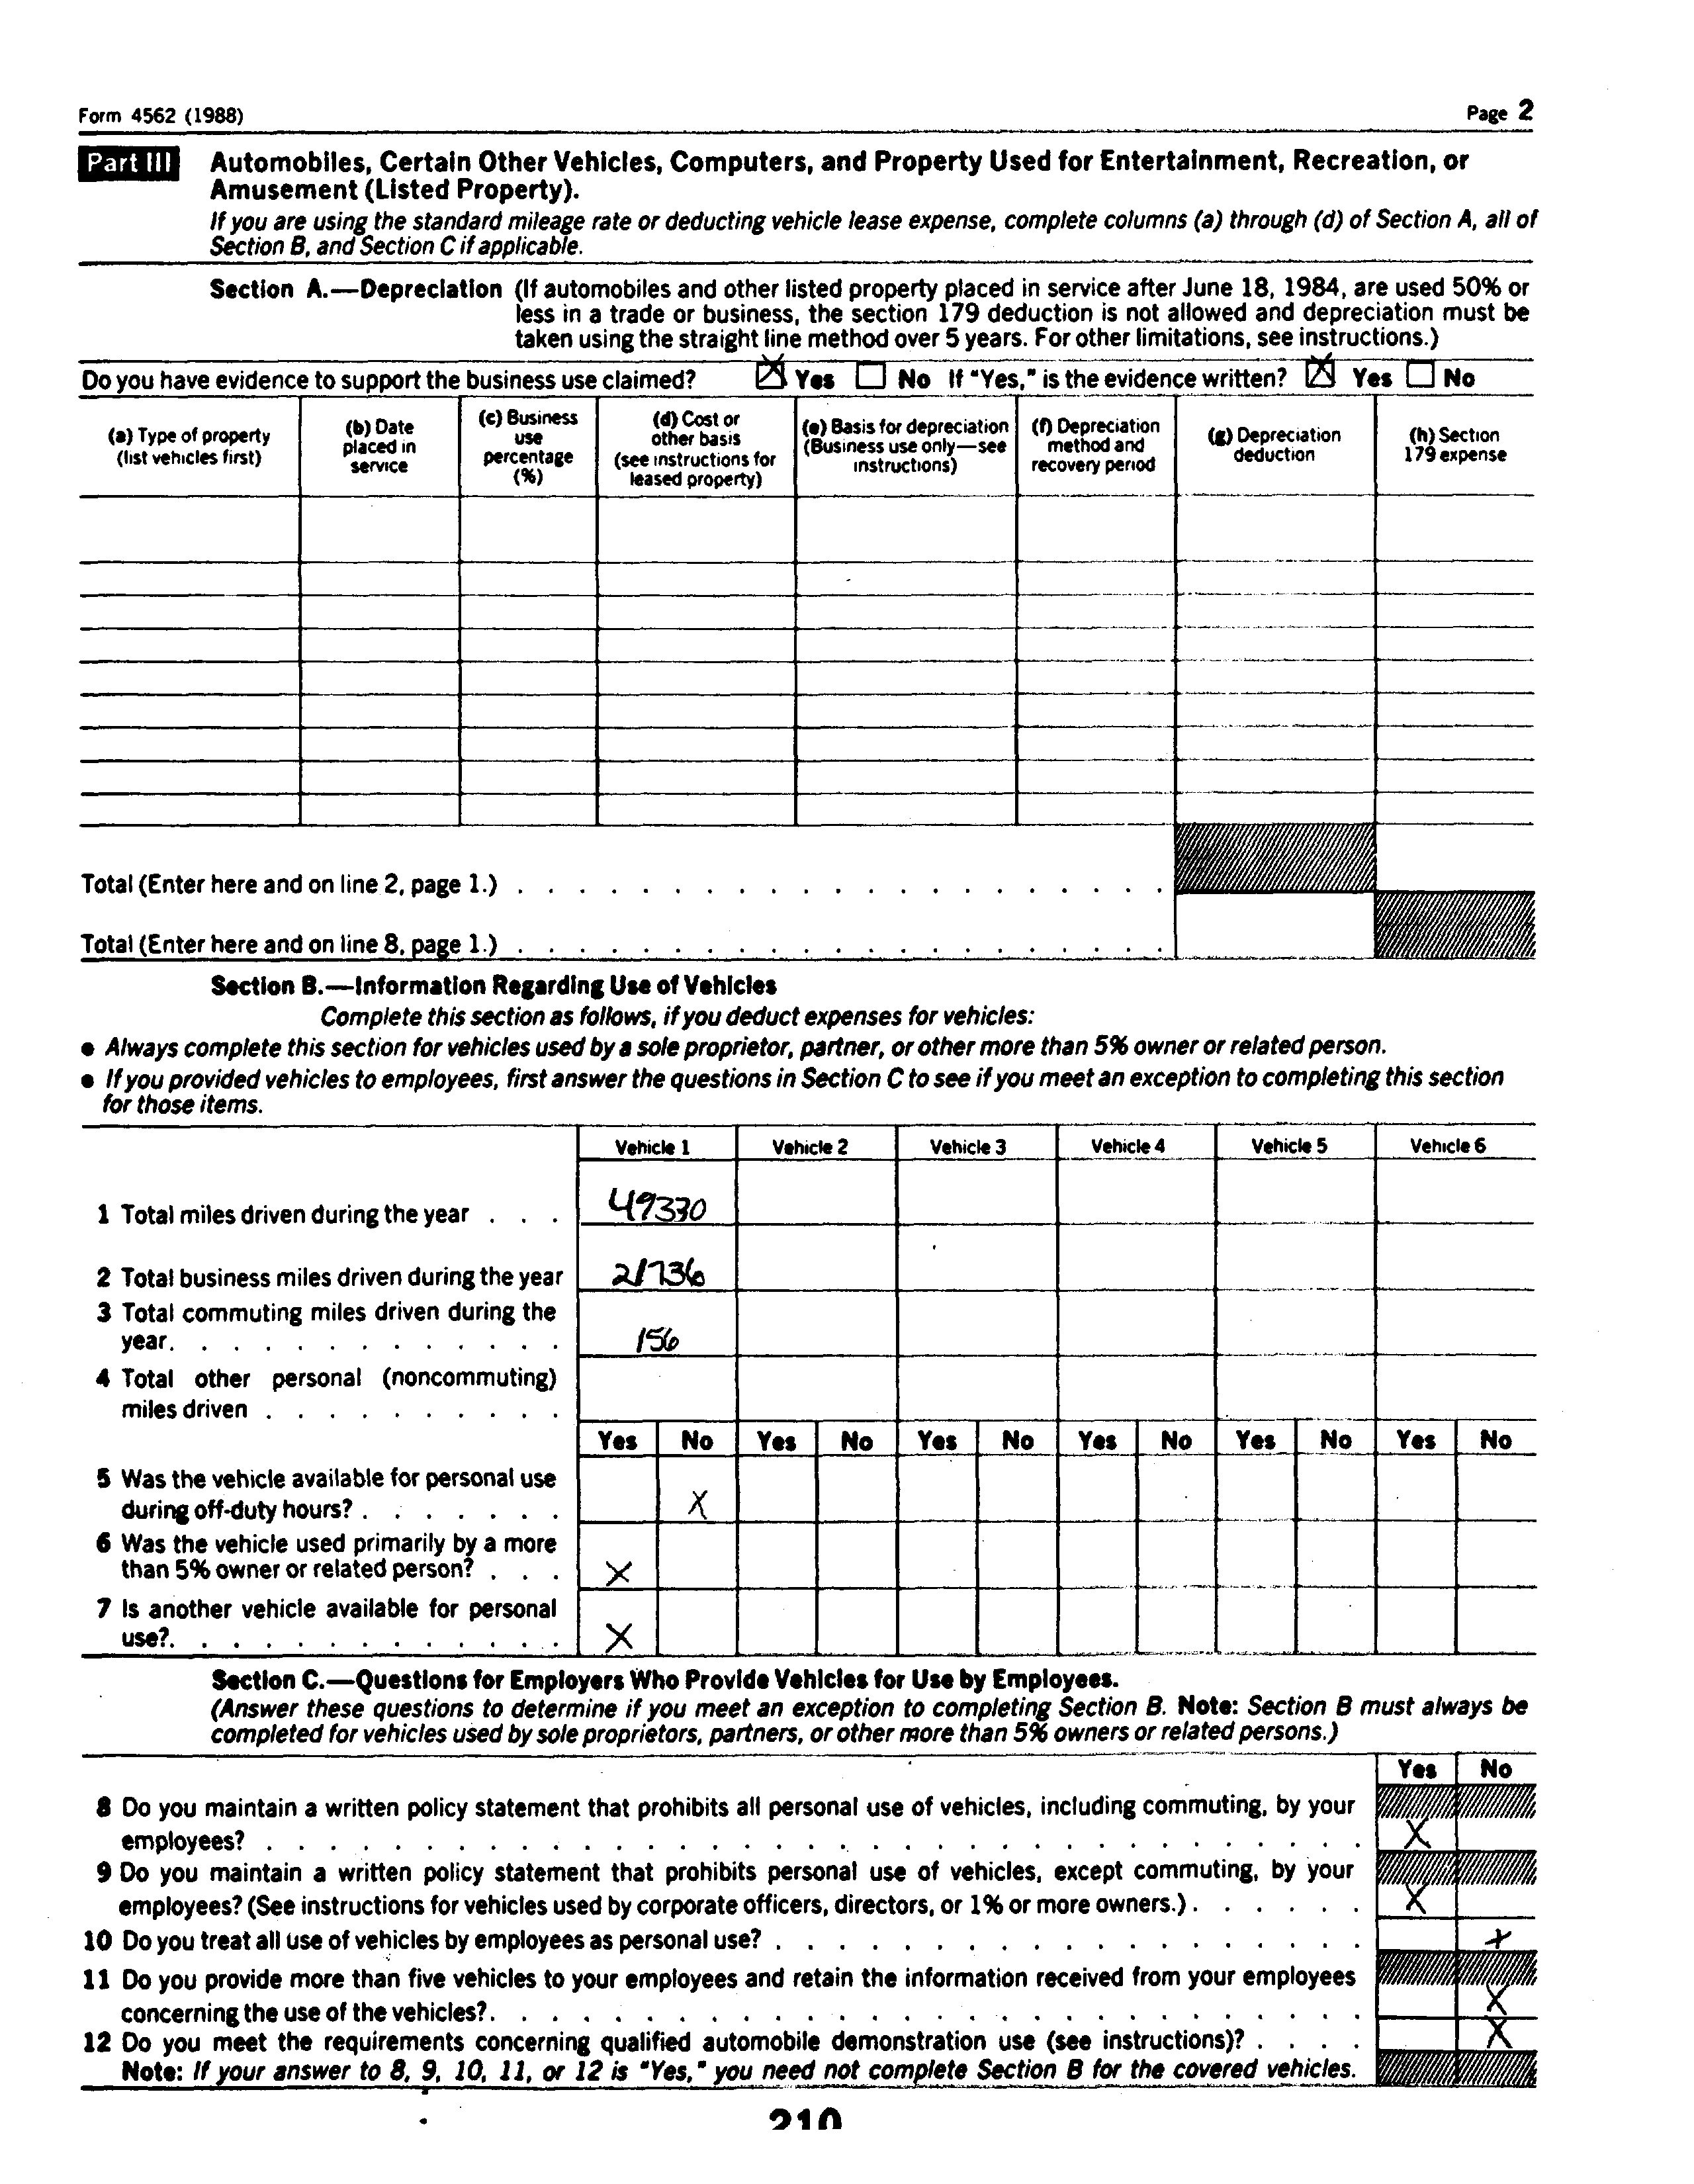 Form 4562 (1988) Page 2
Part III Automobiles, Certain Other Vehicles, Computers, and Property Used for Entertainment, Recreation, or
Amusement (Listed Property).
If you are using the standard mileage rate or deducting vehicle lease expense, complete columns (a) through (d) of Section A, all of
Section B, and Section C if applicable.
Section A.—Depreciation (If automobiles and other listed property placed in service after June 18, 1984, are used 50% or
less in a trade or business, the section 179 deduction is not allowed and depreciation must be
taken using the straight line method over 5 years. For other limitations, see instructions.)
Do you have evidence to support the business use claimed? X Yes No If "Yes," is the evidence written? X Yes No
(a) Type of property
(list vehicles first)
(b) Date
placed in
service
(c) Business
use
percentage
(%)
(d) Cost or
other basis
(see instructions for
leased property)
(e) Basis for depreciation
(Business use only—see
instructions)
(f) Depreciation
method and
recovery period
(g) Depreciation
deduction
(h) Section
179 expense
Total (Enter here and on line 2, page 1.) . . . . . . . . . . . . . . . . . . . . .
Total (Enter here and on line 8, page 1.) . . . . . . . . . . . . . . . . . . . . .
Section B.—Information Regarding Use of Vehicles
Complete this section as follows, if you deduct expenses for vehicles:
● Always complete this section for vehicles used by a sole proprietor, partner, or other more than 5% owner or related person.
● If you provided vehicles to employees, first answer the questions in Section C to see if you meet an exception to completing this section
for those items.
Vehicle 1 Vehicle 2 Vehicle 3 Vehicle 4 Vehicle 5 Vehicle 6
1 Total miles driven during the year . . . 49330
2 Total business miles driven during the year 21736
3 Total commuting miles driven during the
year. . . . . . . . . . . . . 156
4 Total other personal (noncommuting)
miles driven . . . . . . . . . .
Yes No Yes No Yes No Yes No Yes No Yes No
5 Was the vehicle available for personal use
during off-duty hours? . . . . . . . X
6 Was the vehicle used primarily by a more
than 5% owner or related person? . . . X
7 Is another vehicle available for personal
use?. . . . . . . . . . . . . X
Section C.—Questions for Employers Who Provide Vehicles for Use by Employees.
(Answer these questions to determine if you meet an exception to completing Section B. Note: Section B must always be
completed for vehicles used by sole proprietors, partners, or other more than 5% owners or related persons.)
Yes No
8 Do you maintain a written policy statement that prohibits all personal use of vehicles, including commuting, by your
employees? . . . . . . . . . . . . . . . . . . . . . . . . . . . . . . . . . . . X
9 Do you maintain a written policy statement that prohibits personal use of vehicles, except commuting, by your
employees? (See instructions for vehicles used by corporate officers, directors, or 1% or more owners.) . . . . . . X
10 Do you treat all use of vehicles by employees as personal use? . . . . . . . . . . . . . . . . . . . X
11 Do you provide more than five vehicles to your employees and retain the information received from your employees
concerning the use of the vehicles?. . . . . . . . . . . . . . . . . . . . . . . . . . . . X
12 Do you meet the requirements concerning qualified automobile demonstration use (see instructions)? . . . . X
Note: If your answer to 8, 9, 10, 11, or 12 is "Yes," you need not complete Section B for the covered vehicles.
210